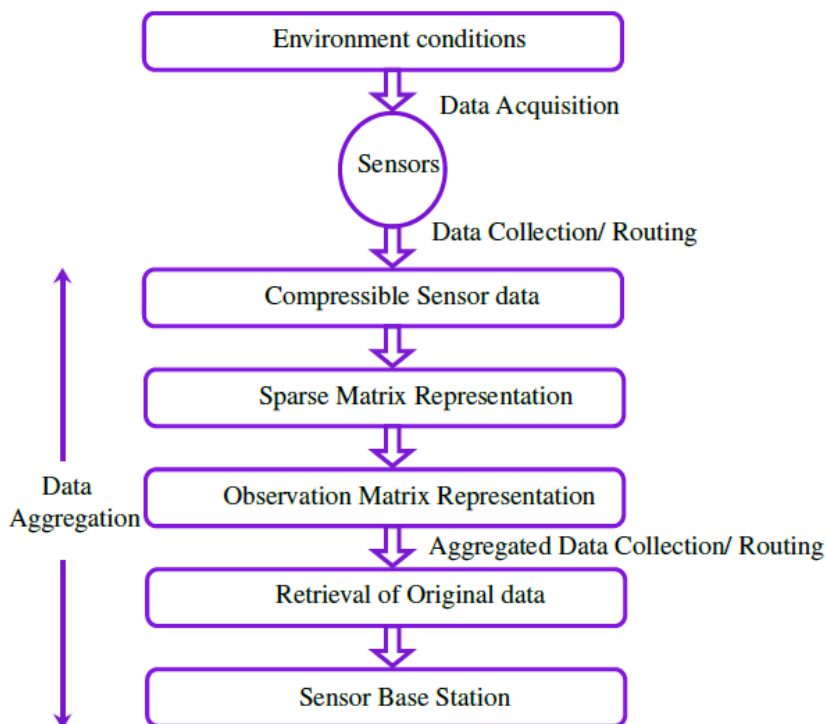 Environment conditions
Data Acquisition
Sensors
Data Collection/ Routing
Compressible Sensor data
Sparse Matrix Representation
Data
Aggregation
Observation Matrix Representation
Aggregated Data Collection/ Routing
Retrieval of Original data
Sensor Base Station